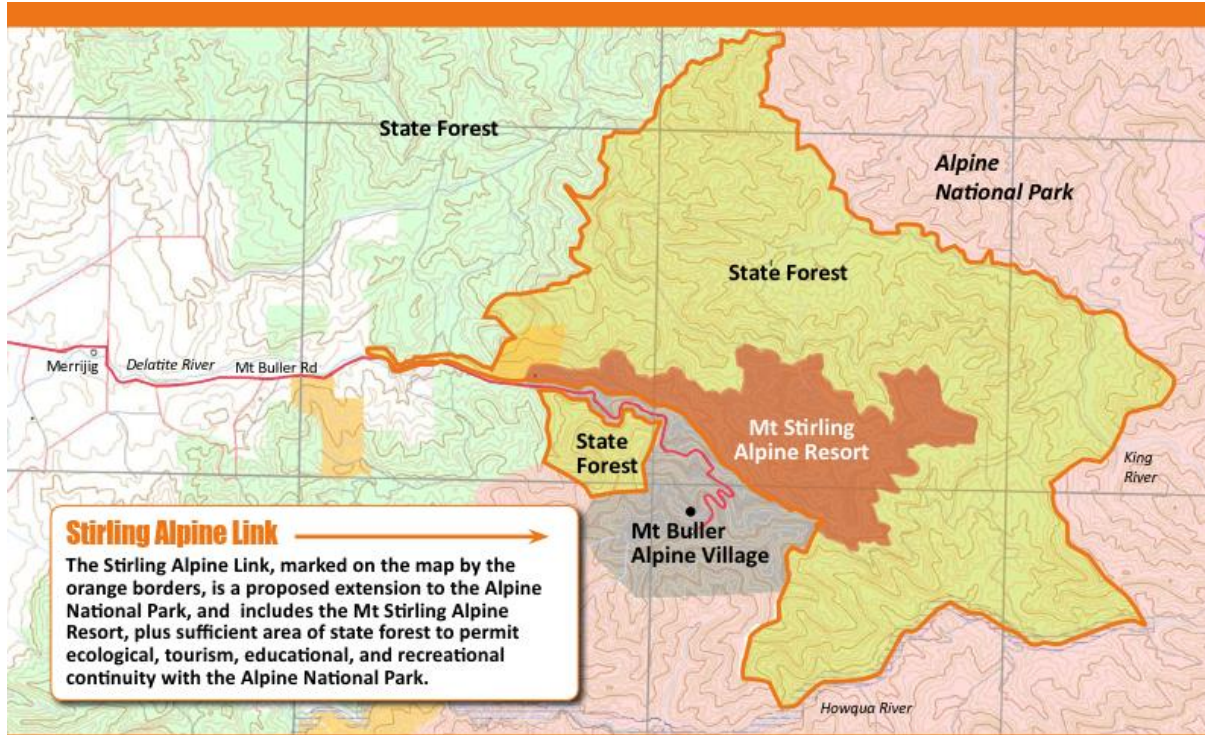 State Forest
Alpine
National Park
State Forest
Merrijig
Delatite River
Mt Buller Rd
State
Forest
Mt Stirling
Alpine Resort
King
River
Mt Buller
Alpine Village
Stirling Alpine Link
The Stirling Alpine Link, marked on the map by the
orange borders, is a proposed extension to the Alpine
National Park, and includes the Mt Stirling Alpine
Resort, plus sufficient area of state forest to permit
ecological, tourism, educational, and recreational
continuity with the Alpine National Park.
Howqua River